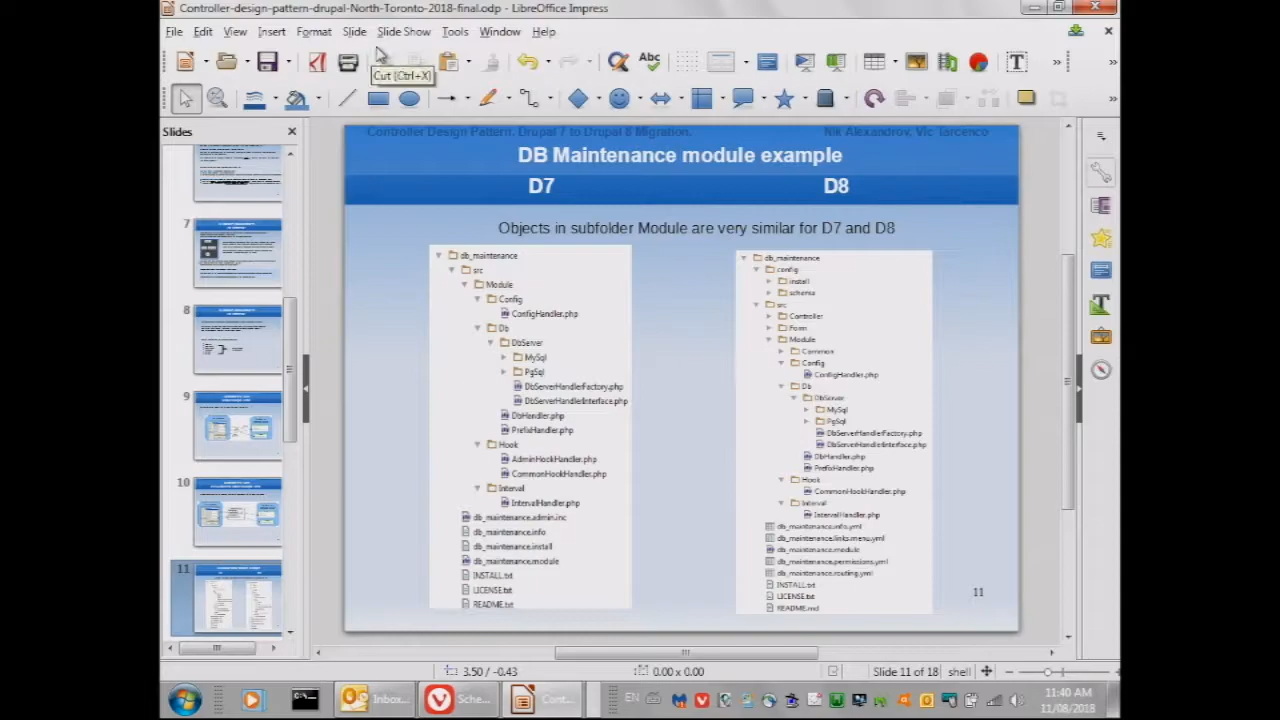 Controller-design-pattern-drupal-North-Toronto-2018-final.odp - LibreOffice Impress
File Edit View Insert Format Slide Slide Show Tools Window Help
Abc
T
Cut (Ctrl+X)
Slides
7
8
9
10
11
Controller Design Pattern. Drupal 7 to Drupal 8 Migration. Nik Alexandrov, Vic Tarcenco
DB Maintenance module example
D7 D8
Objects in subfolder Module are very similar for D7 and D8
db_maintenance
src
Module
Config
ConfigHandler.php
Db
DbServer
MySql
PgSql
DbServerHandlerFactory.php
DbServerHandlerInterface.php
DbHandler.php
PrefixHandler.php
Hook
AdminHookHandler.php
CommonHookHandler.php
Interval
IntervalHandler.php
db_maintenance.admin.inc
db_maintenance.info
db_maintenance.install
db_maintenance.module
INSTALL.txt
LICENSE.txt
README.txt
db_maintenance
config
install
schema
src
Controller
Form
Module
Common
Config
ConfigHandler.php
Db
DbServer
MySql
PgSql
DbServerHandlerFactory.php
DbServerHandlerInterface.php
DbHandler.php
PrefixHandler.php
Hook
CommonHookHandler.php
Interval
IntervalHandler.php
db_maintenance.info.yml
db_maintenance.links.menu.yml
db_maintenance.module
db_maintenance.permissions.yml
db_maintenance.routing.yml
INSTALL.txt
LICENSE.txt
README.md
11
3.50 / -0.43 0.00 x 0.00 Slide 11 of 18 shell
Inbox... Sche... Cont... EN 11:40 AM
11/08/2018